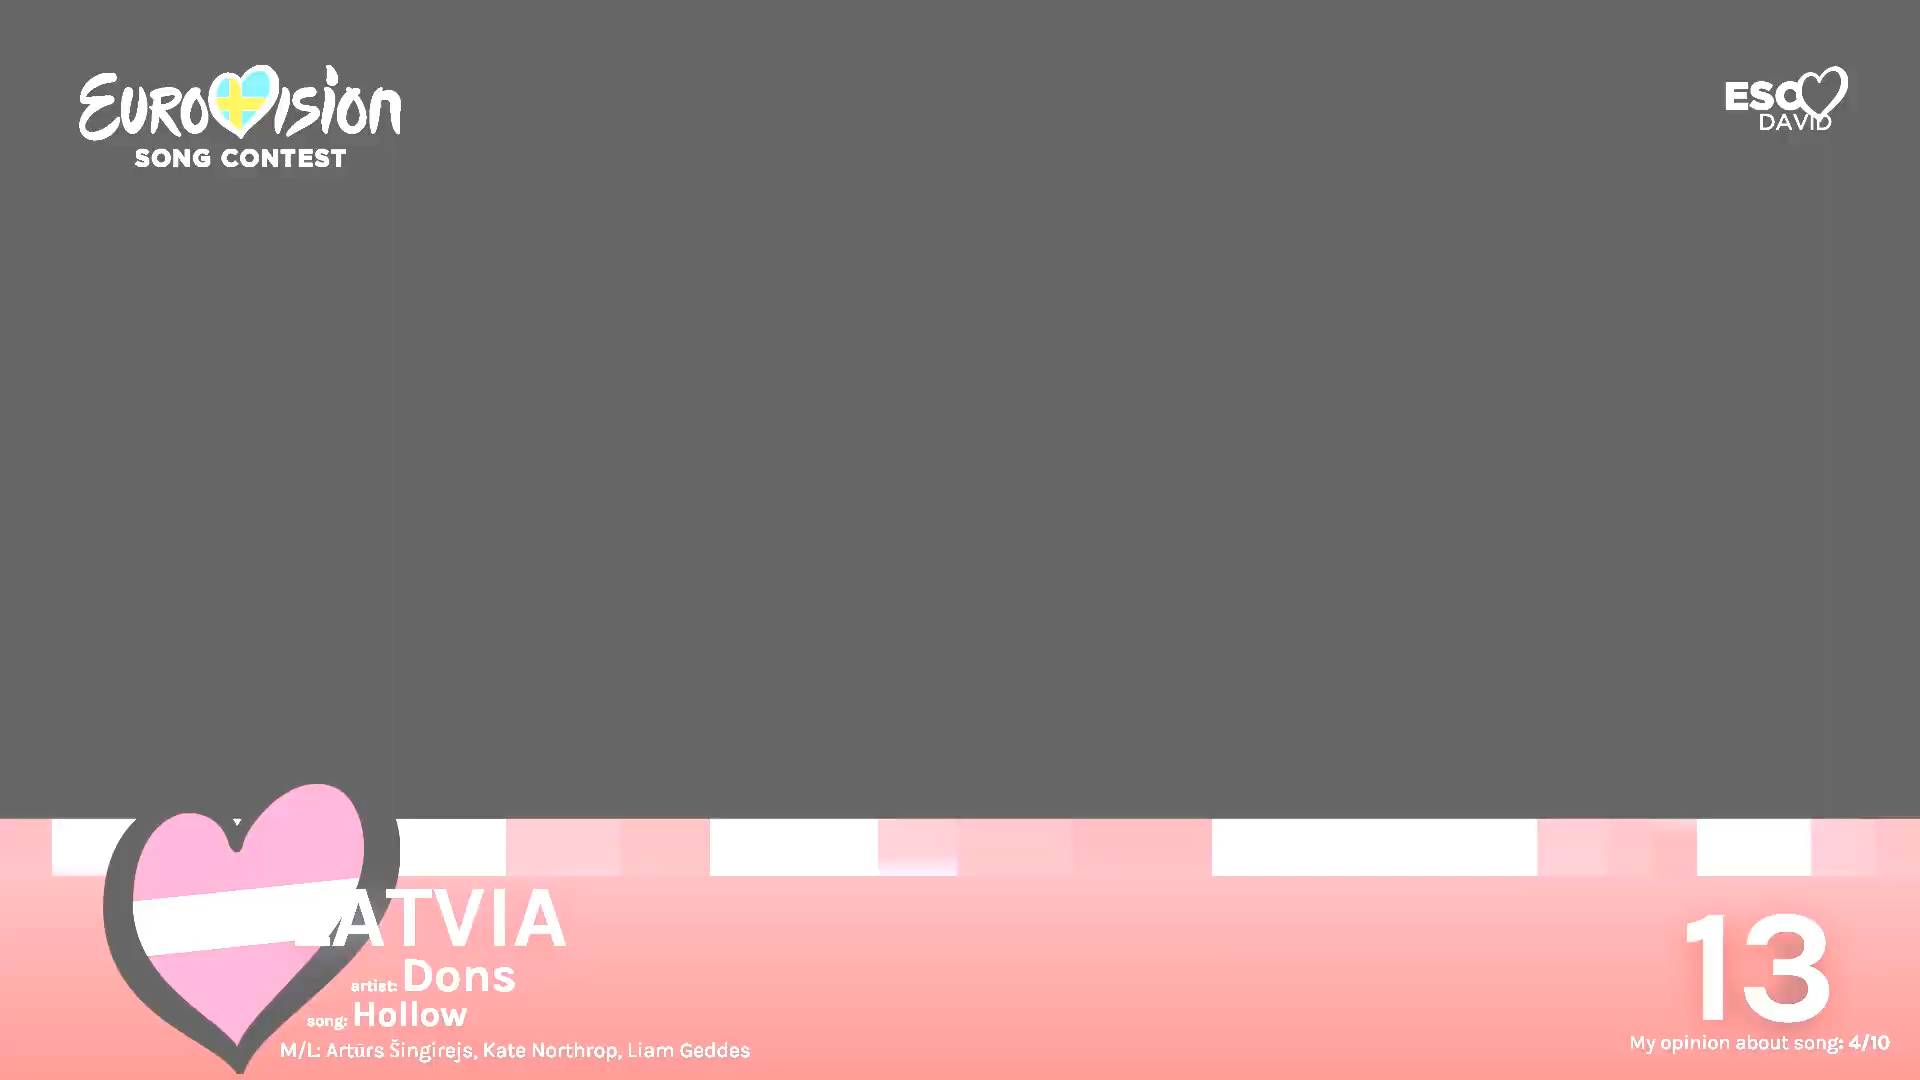 EUROVISION
SONG CONTEST
ESC
DAVID
LATVIA
artist: Dons
song: Hollow
M/L: Artūrs Šingirejs, Kate Northrop, Liam Geddes
13
My opinion about song: 4/10